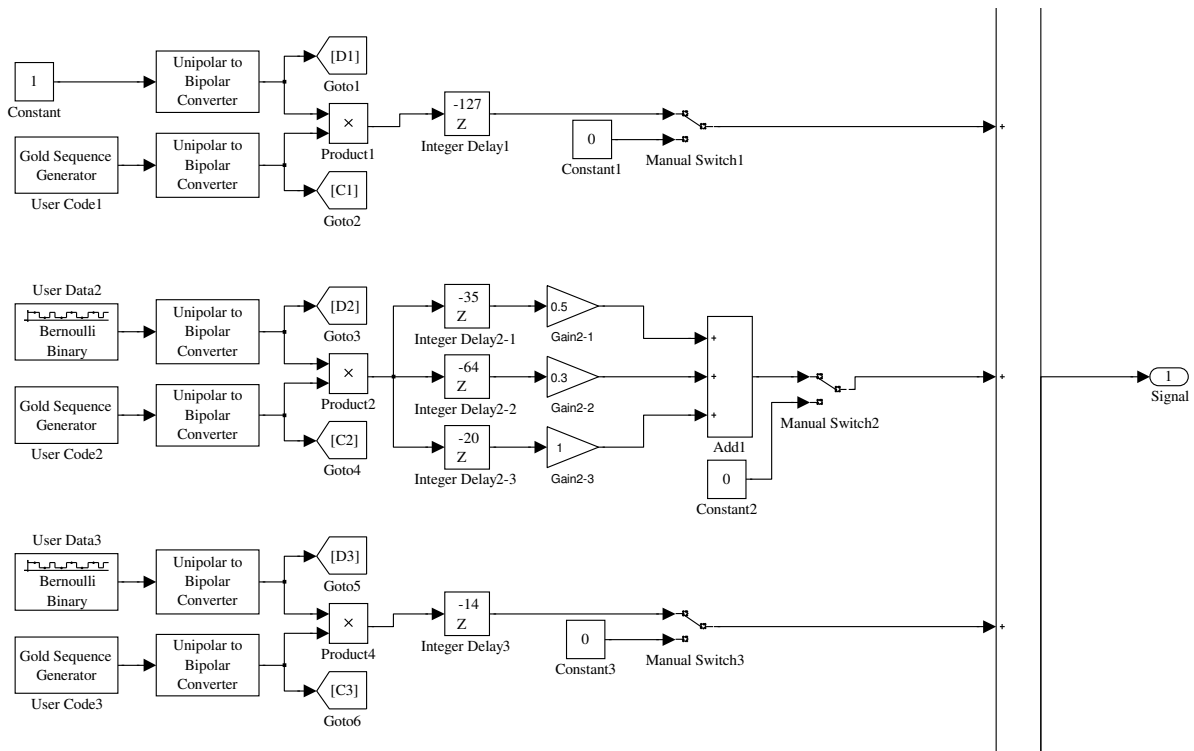 1
Constant
Unipolar to
Bipolar
Converter
[D1]
Goto1
×
Product1
Gold Sequence
Generator
User Code1
Unipolar to
Bipolar
Converter
[C1]
Goto2
-127
Z
Integer Delay1
0
Constant1
Manual Switch1
+
User Data2
Bernoulli
Binary
Unipolar to
Bipolar
Converter
[D2]
Goto3
×
Product2
Gold Sequence
Generator
User Code2
Unipolar to
Bipolar
Converter
[C2]
Goto4
-35
Z
Integer Delay2-1
0.5
Gain2-1
-64
Z
Integer Delay2-2
0.3
Gain2-2
-20
Z
Integer Delay2-3
1
Gain2-3
+
+
+
Add1
0
Constant2
Manual Switch2
+
1
Signal
User Data3
Bernoulli
Binary
Unipolar to
Bipolar
Converter
[D3]
Goto5
×
Product4
Gold Sequence
Generator
User Code3
Unipolar to
Bipolar
Converter
[C3]
Goto6
-14
Z
Integer Delay3
0
Constant3
Manual Switch3
+